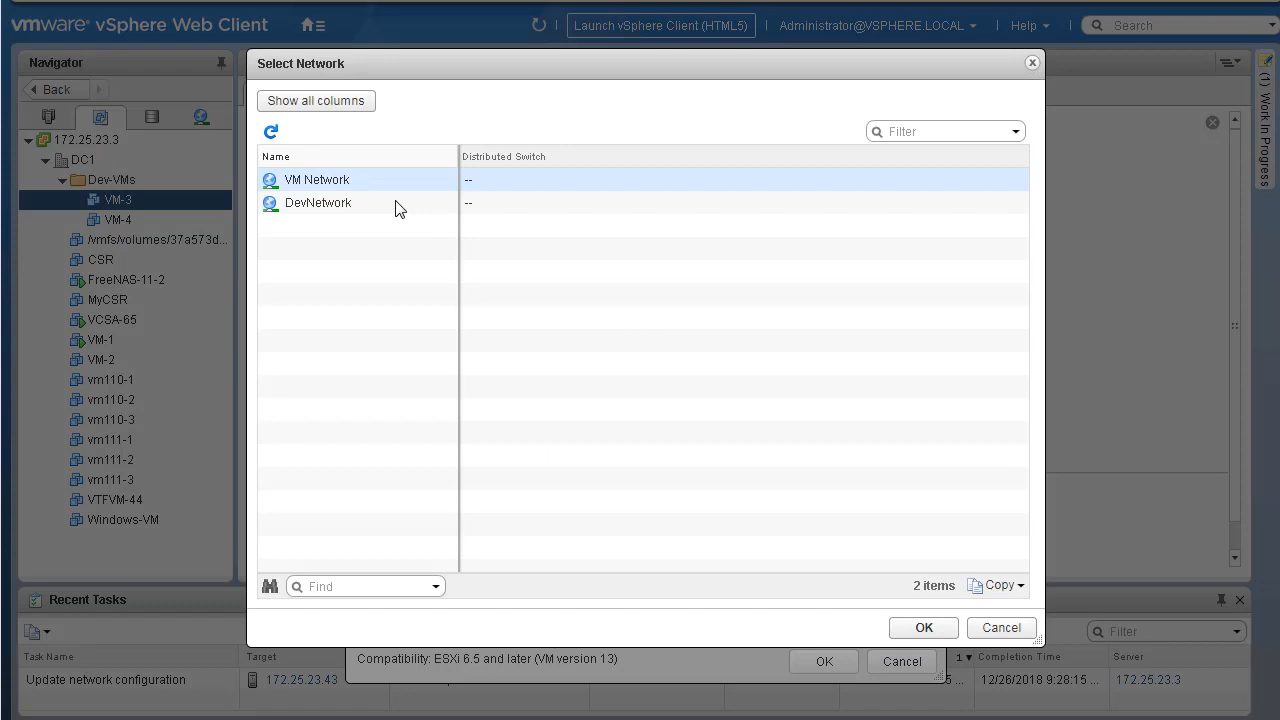 vmware® vSphere Web Client
Launch vSphere Client (HTML5)
Administrator@VSPHERE.LOCAL
Help
Search
Navigator
Back
172.25.23.3
DC1
Dev-VMs
VM-3
VM-4
/vmfs/volumes/37a573d...
CSR
FreeNAS-11-2
MyCSR
VCSA-65
VM-1
VM-2
vm110-1
vm110-2
vm110-3
vm111-1
vm111-2
vm111-3
VTFVM-44
Windows-VM
Select Network
Show all columns
Filter
Name Distributed Switch
VM Network --
DevNetwork --
Find
2 items Copy
OK Cancel
(1) Work In Progress
Compatibility: ESXi 6.5 and later (VM version 13)
OK Cancel
Recent Tasks
Filter
Task Name Target 1 Completion Time Server
Update network configuration 172.25.23.43 5 ... 12/26/2018 9:28:15 ... 172.25.23.3